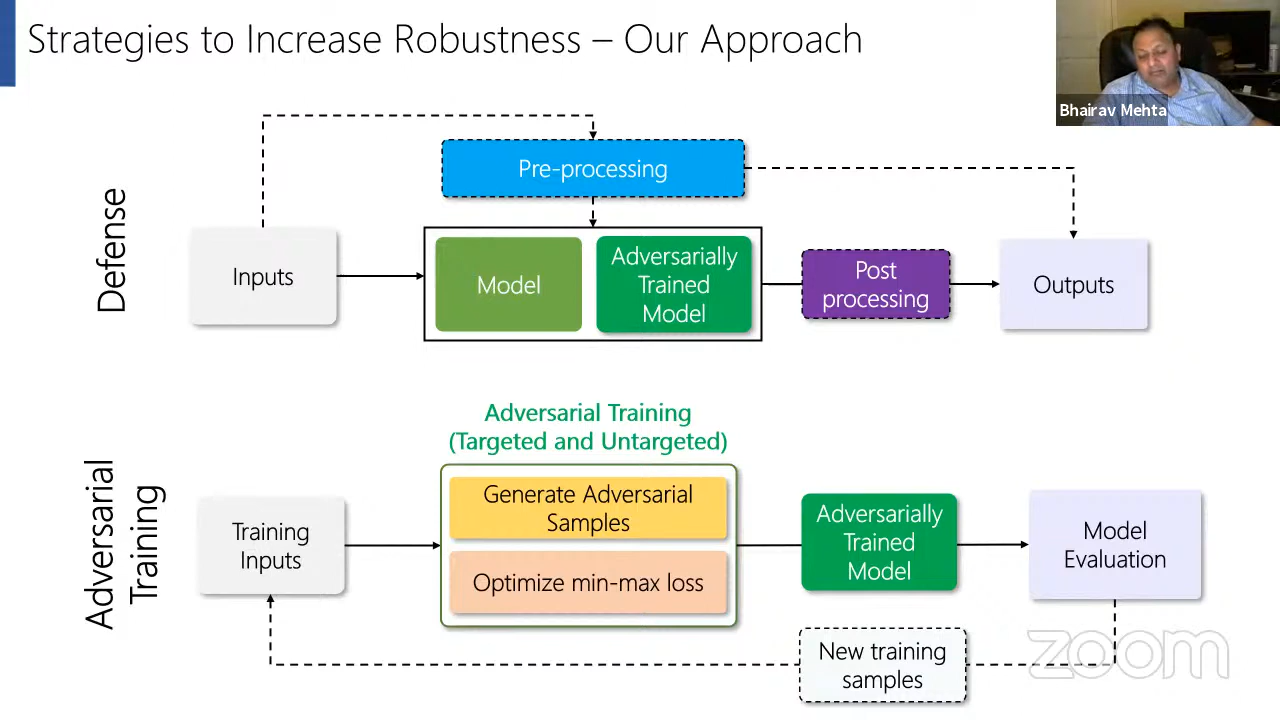 Strategies to Increase Robustness – Our Approach
Bhairav Mehta
Defense
Pre-processing
Inputs
Model
Adversarially
Trained
Model
Post
processing
Outputs
Adversarial Training
(Targeted and Untargeted)
Adversarial
Training
Training
Inputs
Generate Adversarial
Samples
Optimize min-max loss
Adversarially
Trained
Model
Model
Evaluation
New training
samples
zoom